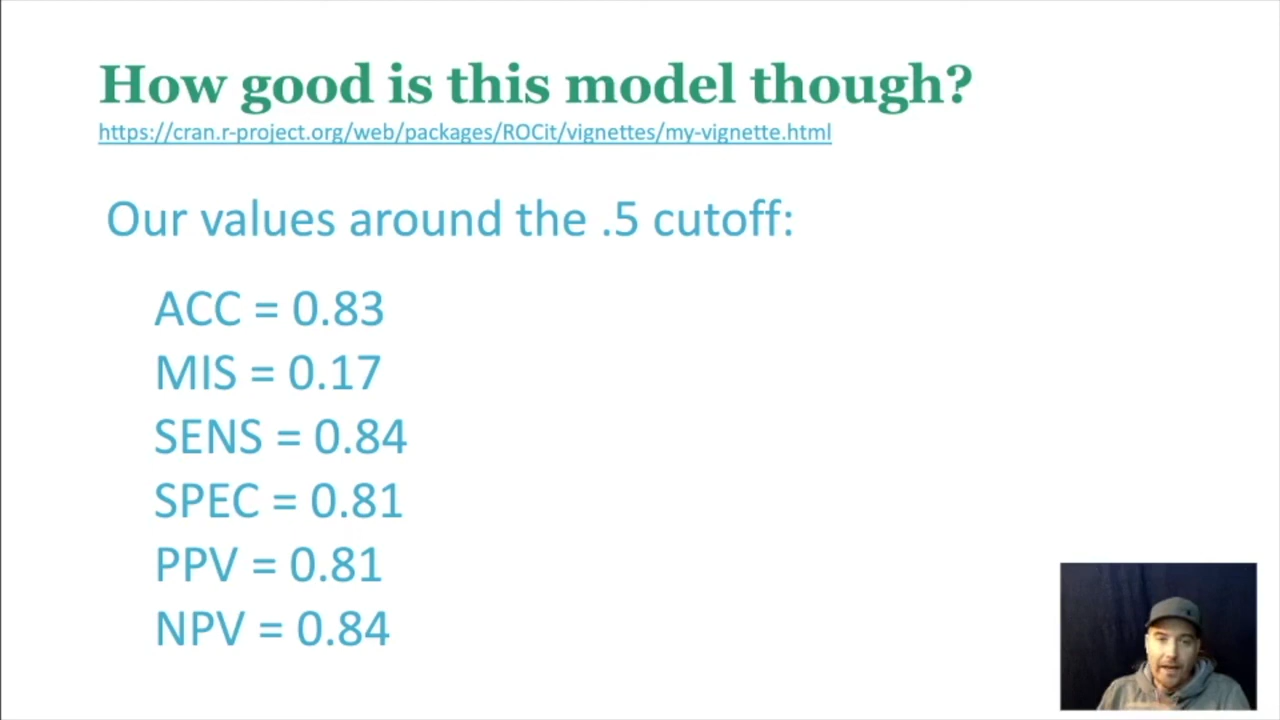 How good is this model though?
https://cran.r-project.org/web/packages/ROCit/vignettes/my-vignette.html
Our values around the .5 cutoff:
ACC = 0.83
MIS = 0.17
SENS = 0.84
SPEC = 0.81
PPV = 0.81
NPV = 0.84